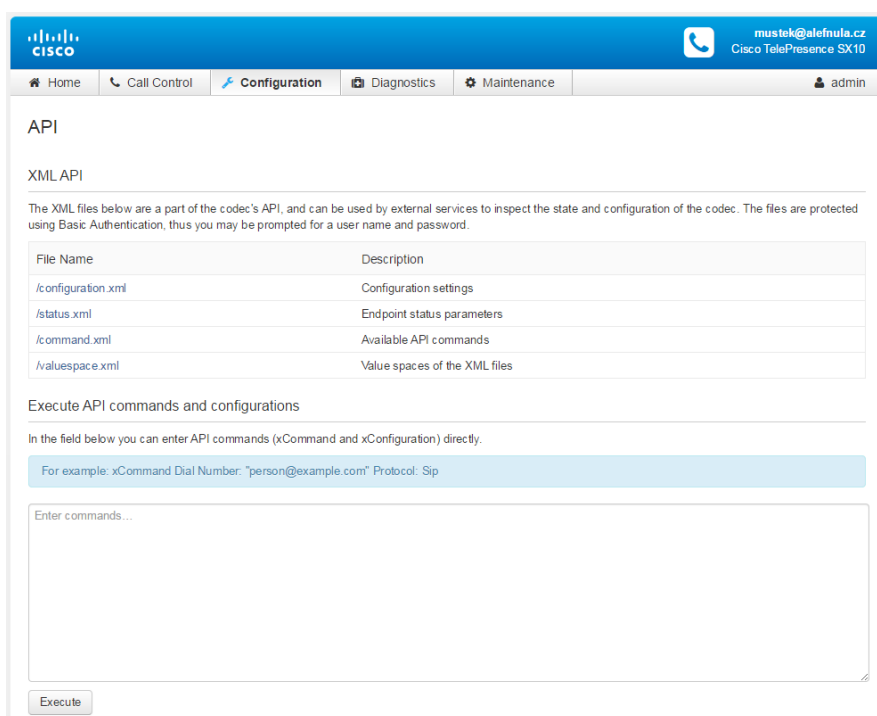 CISCO
mustek@alefnula.cz
Cisco TelePresence SX10
Home Call Control Configuration Diagnostics Maintenance admin
API
XML API
The XML files below are a part of the codec's API, and can be used by external services to inspect the state and configuration of the codec. The files are protected
using Basic Authentication, thus you may be prompted for a user name and password.
File Name Description
/configuration.xml Configuration settings
/status.xml Endpoint status parameters
/command.xml Available API commands
/valuespace.xml Value spaces of the XML files
Execute API commands and configurations
In the field below you can enter API commands (xCommand and xConfiguration) directly.
For example: xCommand Dial Number: "person@example.com" Protocol: Sip
Enter commands...
Execute